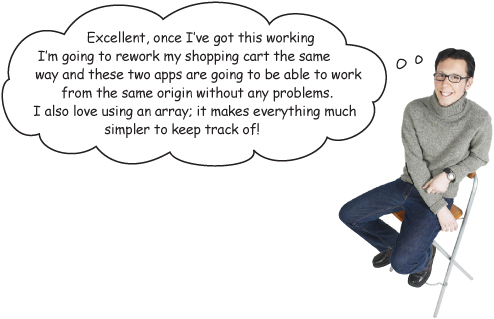 Excellent, once I've got this working
I'm going to rework my shopping cart the same
way and these two apps are going to be able to work
from the same origin without any problems.
I also love using an array; it makes everything much
simpler to keep track of!